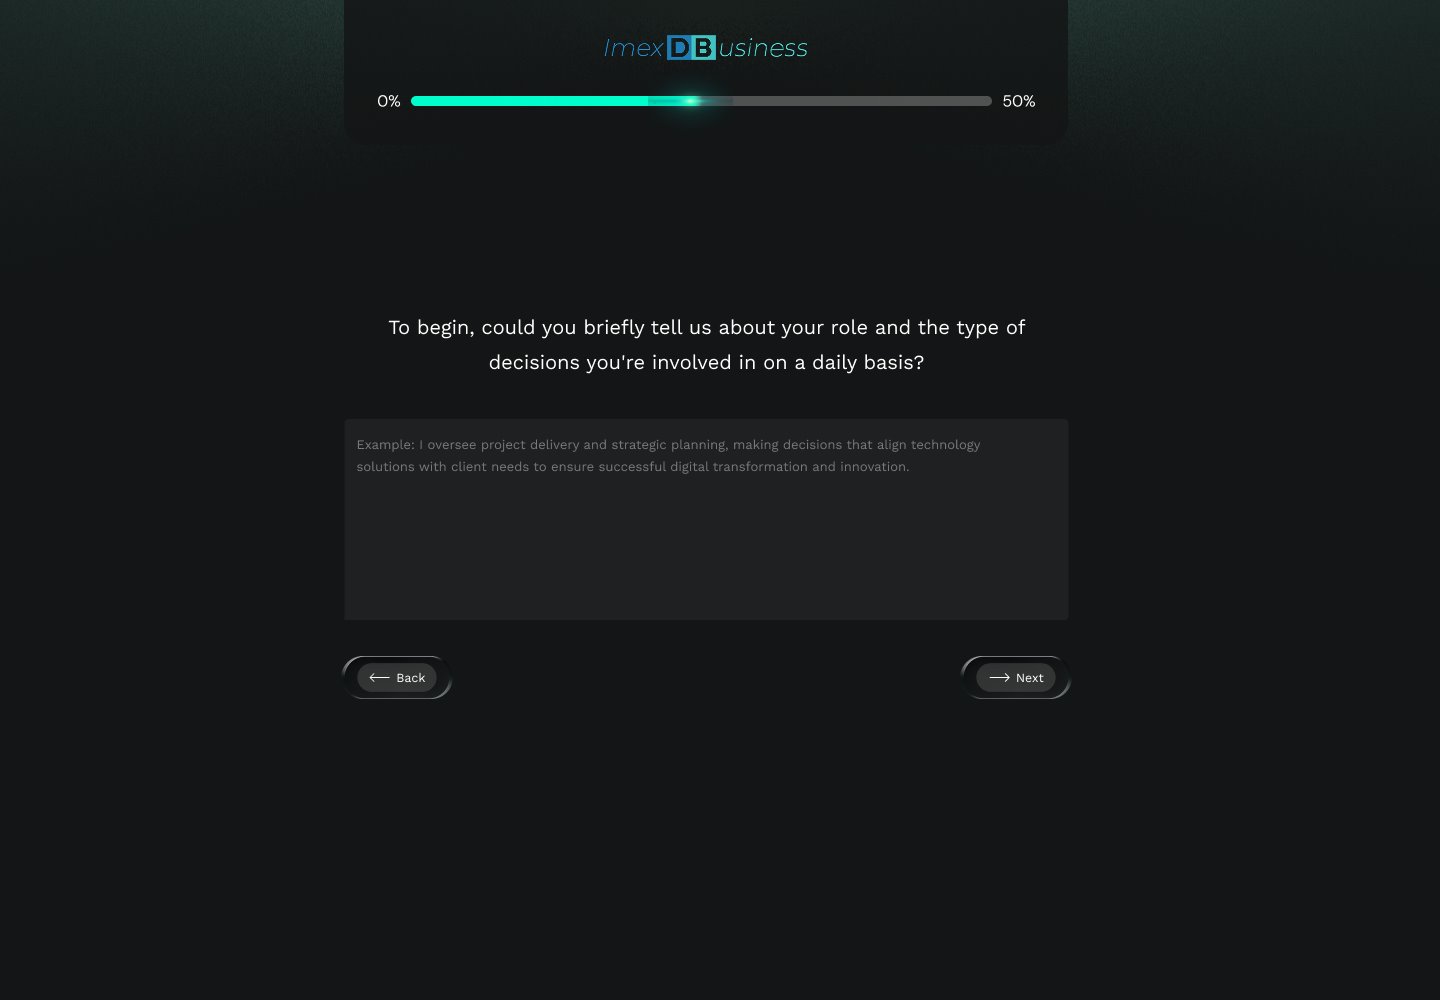 ImexDBusiness
0%
50%
To begin, could you briefly tell us about your role and the type of
decisions you're involved in on a daily basis?
Example: I oversee project delivery and strategic planning, making decisions that align technology
solutions with client needs to ensure successful digital transformation and innovation.
Back
Next